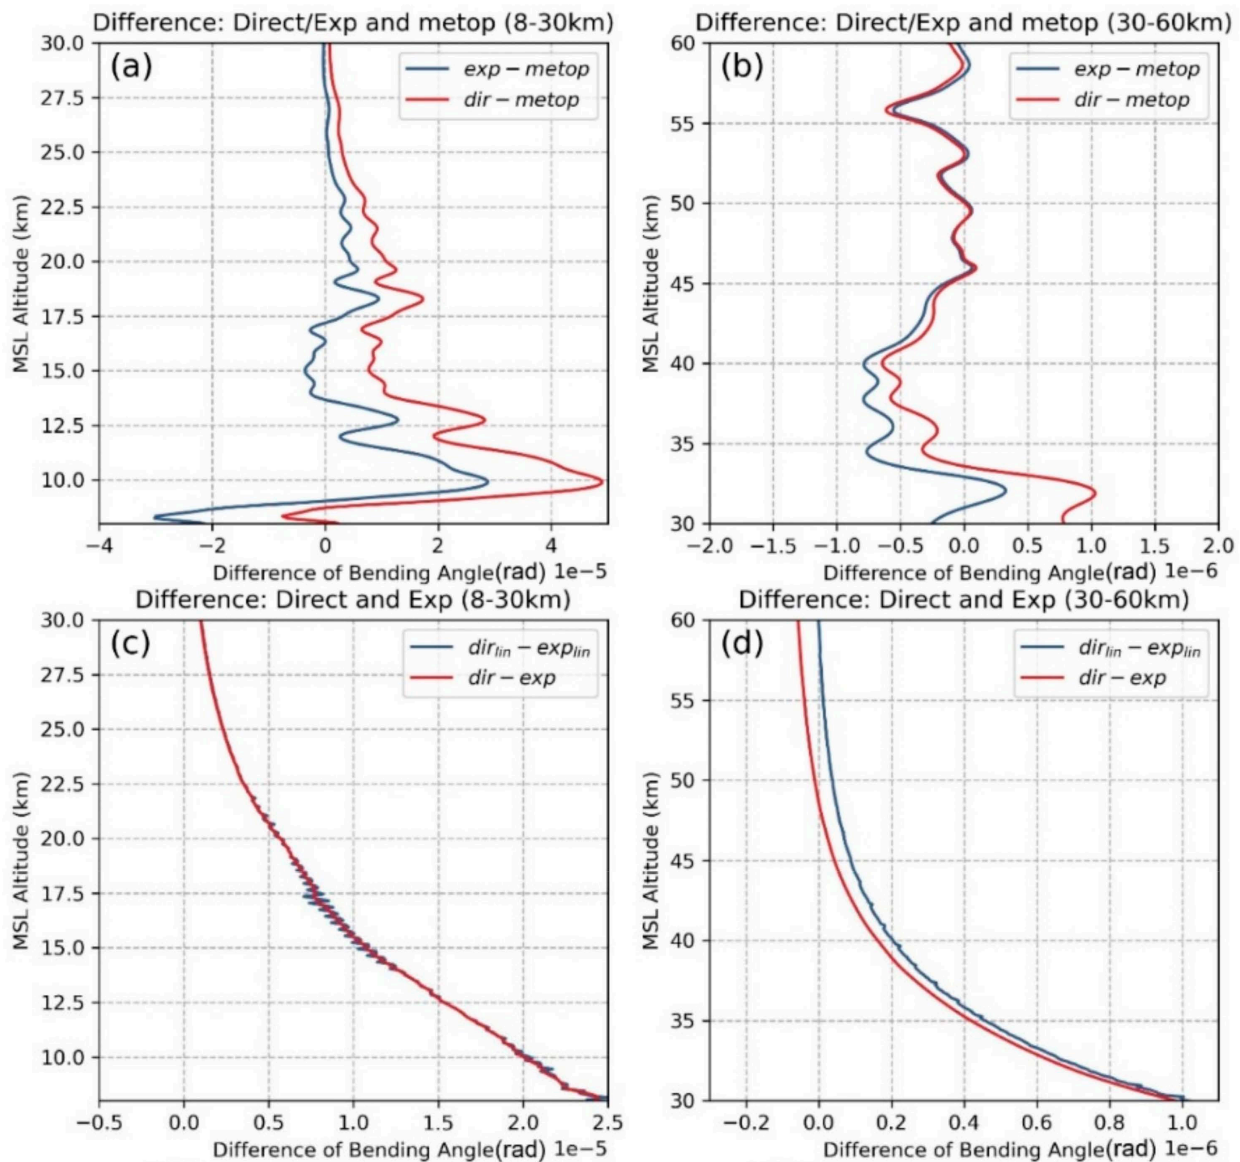 Difference: Direct/Exp and metop (8-30km)
(a)
exp − metop
dir − metop
30.0
27.5
25.0
22.5
20.0
17.5
15.0
12.5
10.0
MSL Altitude (km)
−4 −2 0 2 4
Difference of Bending Angle(rad) 1e−5
Difference: Direct/Exp and metop (30-60km)
(b)
exp − metop
dir − metop
60
55
50
45
40
35
30
MSL Altitude (km)
−2.0 −1.5 −1.0 −0.5 0.0 0.5 1.0 1.5 2.0
Difference of Bending Angle(rad) 1e−6
Difference: Direct and Exp (8-30km)
(c)
dir_lin − exp_lin
dir − exp
30.0
27.5
25.0
22.5
20.0
17.5
15.0
12.5
10.0
MSL Altitude (km)
−0.5 0.0 0.5 1.0 1.5 2.0 2.5
Difference of Bending Angle(rad) 1e−5
Difference: Direct and Exp (30-60km)
(d)
dir_lin − exp_lin
dir − exp
60
55
50
45
40
35
30
MSL Altitude (km)
−0.2 0.0 0.2 0.4 0.6 0.8 1.0
Difference of Bending Angle(rad) 1e−6